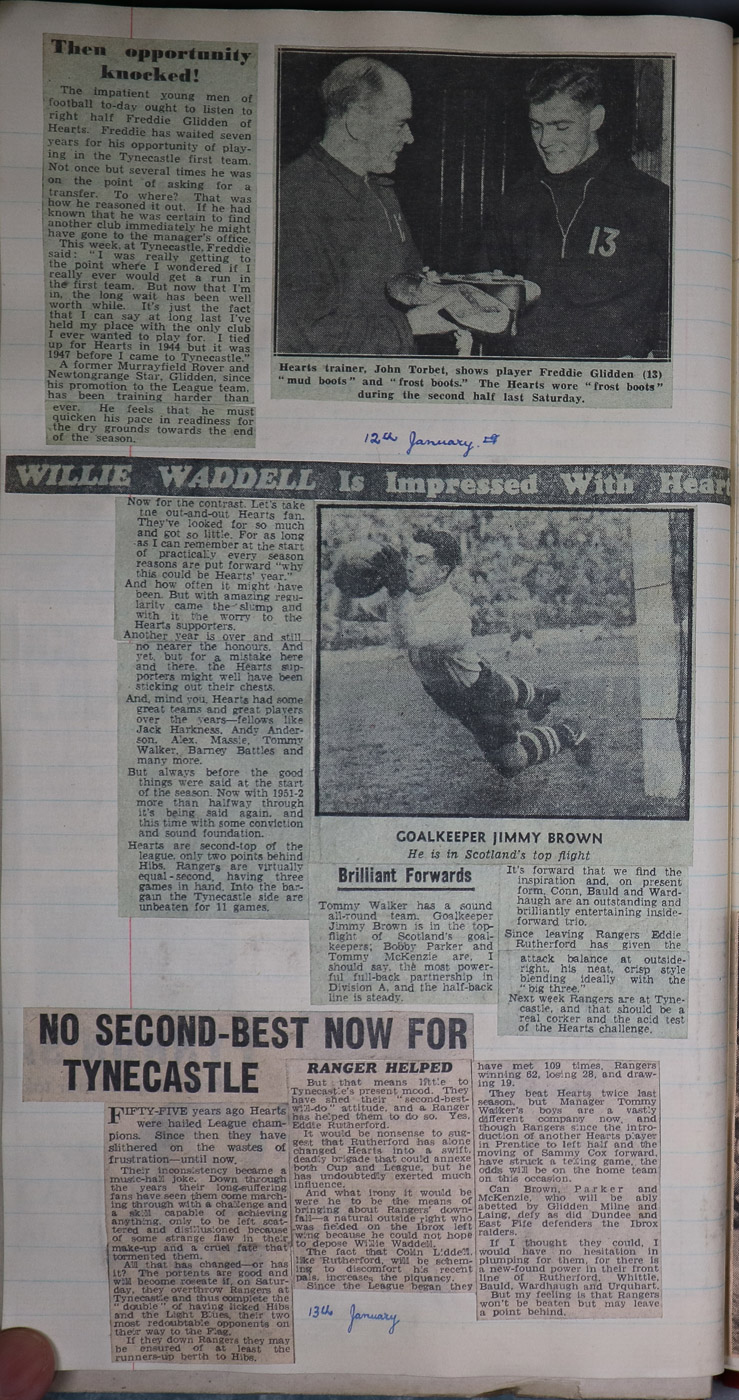 Then opportunity
knocked!
The impatient young men of
football to-day ought to listen to
right half Freddie Glidden of
Hearts. Freddie has waited seven
years for his opportunity of play-
ing in the Tynecastle first team.
Not once but several times he was
on the point of asking for a
transfer. To where? That was
how he reasoned it out. If he had
known that he was certain to find
another club immediately he might
have gone to the manager's office.
This week, at Tynecastle, Freddie
said: "I was really getting to
the point where I wondered if I
really ever would get a run in
the first team. But now that I'm
in, the long wait has been well
worth while. It's just the fact
that I can say at long last I've
held my place with the only club
I ever wanted to play for. I tied
up for Hearts in 1944 but it was
1947 before I came to Tynecastle."
A former Murrayfield Rover and
Newtongrange Star, Glidden, since
his promotion to the League team,
has been training harder than
ever. He feels that he must
quicken his pace in readiness for
the dry grounds towards the end
of the season.
13
Hearts trainer, John Torbet, shows player Freddie Glidden (13)
"mud boots" and "frost boots." The Hearts wore "frost boots"
during the second half last Saturday.
12th January.
WILLIE WADDELL Is Impressed With Heart
Now for the contrast. Let's take
the out-and-out Hearts fan.
They've looked for so much
and got so little. For as long
as I can remember at the start
of practically every season
reasons are put forward "why
this could be Hearts' year."
And how often it might have
been. But with amazing regu-
larity came the slump and
with it the worry to the
Hearts supporters.
Another year is over and still
no nearer the honours. And
yet, but for a mistake here
and there, the Hearts sup-
porters might well have been
sticking out their chests.
And, mind you, Hearts had some
great teams and great players
over the years—fellows like
Jack Harkness, Andy Ander-
son, Alex. Massie, Tommy
Walker, Barney Battles and
many more.
But always before the good
things were said at the start
of the season. Now with 1951-2
more than halfway through
it's being said again, and
this time with some conviction
and sound foundation.
Hearts are second-top of the
league, only two points behind
Hibs. Rangers are virtually
equal-second, having three
games in hand. Into the bar-
gain the Tynecastle side are
unbeaten for 11 games.
GOALKEEPER JIMMY BROWN
He is in Scotland's top flight
Brilliant Forwards
Tommy Walker has a sound
all-round team. Goalkeeper
Jimmy Brown is in the top-
flight of Scotland's goal-
keepers; Bobby Parker and
Tommy McKenzie are, I
should say, the most power-
ful full-back partnership in
Division A, and the half-back
line is steady.
It's forward that we find the
inspiration and, on present
form, Conn, Bauld and Ward-
haugh are an outstanding and
brilliantly entertaining inside-
forward trio.
Since leaving Rangers Eddie
Rutherford has given the
attack balance at outside-
right, his neat, crisp style
blending ideally with the
"big three."
Next week Rangers are at Tyne-
castle, and that should be a
real corker and the acid test
of the Hearts challenge.
NO SECOND-BEST NOW FOR
TYNECASTLE
FIFTY-FIVE years ago Hearts
were hailed League cham-
pions. Since then they have
slithered on the wastes of
frustration—until now.
Their inconsistency became a
music-hall joke. Down through
the years their long-suffering
fans have seen them come march-
ing through with a challenge and
a skill capable of achieving
anything, only to be left scat-
tered and disillusioned because
of some strange flaw in their
make-up and a cruel fate that
tormented them.
All that has changed—or has
it? The portents are good and
will become roseate if, on Satur-
day, they overthrow Rangers at
Tynecastle and thus complete the
"double" of having licked Hibs
and the Light Blues, their two
most redoubtable opponents on
their way to the Flag.
If they down Rangers they may
be ensured of at least the
runners-up berth to Hibs.
RANGER HELPED
But that means little to
Tynecastle's present mood. They
have shed their "second-best-
will-do" attitude, and a Ranger
has helped them to do so. Yes,
Eddie Rutherford.
It would be nonsense to sug-
gest that Rutherford has alone
changed Hearts into a swift,
deadly brigade that could annexe
both Cup and League, but he
has undoubtedly exerted much
influence.
And what irony it would be
were he to be the means of
bringing about Rangers' down-
fall—a natural outside right who
was fielded on the Ibrox left
wing because he could not hope
to depose Willie Waddell.
The fact that Colin Liddell,
like Rutherford, will be schem-
ing to discomfort his recent
pals, increases the piquancy.
Since the League began they
have met 109 times, Rangers
winning 62, losing 28, and draw-
ing 19.
They beat Hearts twice last
season, but Manager Tommy
Walker's boys are a vastly
different company now, and
though Rangers since the intro-
duction of another Hearts player
in Prentice to left half and the
moving of Sammy Cox forward,
have struck a telling game, the
odds will be on the home team
on this occasion.
Can Brown, Parker and
McKenzie, who will be ably
abetted by Glidden Milne and
Laing, defy as did Dundee and
East Fife defenders the Ibrox
raiders.
If I thought they could, I
would have no hesitation in
plumping for them, for there is
a new-found power in their front
line of Rutherford, Whittle,
Bauld, Wardhaugh and Urquhart.
But my feeling is that Rangers
won't be beaten but may leave
a point behind.
13th January